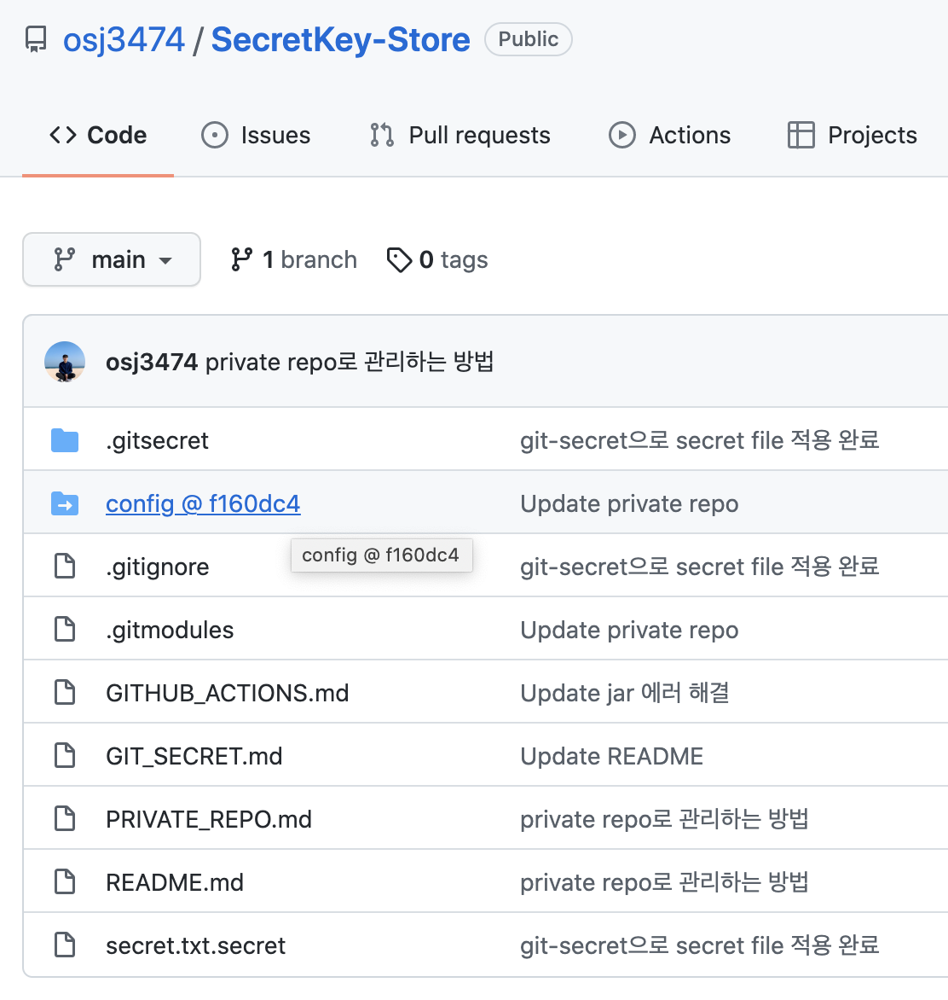 osj3474 / SecretKey-Store Public
Code Issues Pull requests Actions Projects
main 1 branch 0 tags
osj3474 private repo로 관리하는 방법
.gitsecret git-secret으로 secret file 적용 완료
config @ f160dc4 Update private repo
config @ f160dc4
.gitignore git-secret으로 secret file 적용 완료
.gitmodules Update private repo
GITHUB_ACTIONS.md Update jar 에러 해결
GIT_SECRET.md Update README
PRIVATE_REPO.md private repo로 관리하는 방법
README.md private repo로 관리하는 방법
secret.txt.secret git-secret으로 secret file 적용 완료